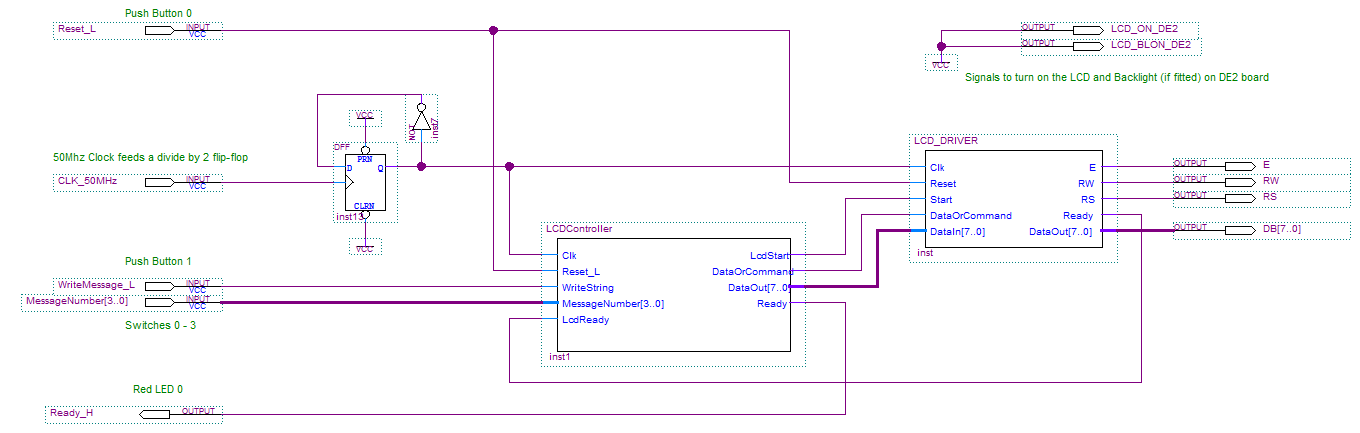 Push Button 0
Reset_L
INPUT
VCC
OUTPUT
LCD_ON_DE2
OUTPUT
LCD_BLON_DE2
VCC
Signals to turn on the LCD and Backlight (if fitted) on DE2 board
VCC
NOT
inst7
50Mhz Clock feeds a divide by 2 flip-flop
CLK_50MHz
INPUT
VCC
DFF
PRN
D
Q
CLRN
VCC
LCD_DRIVER
Clk
Reset
Start
DataOrCommand
DataIn[7..0]
E
RW
RS
Ready
DataOut[7..0]
inst
OUTPUT
E
OUTPUT
RW
OUTPUT
RS
OUTPUT
DB[7..0]
Push Button 1
WriteMessage_L
INPUT
VCC
MessageNumber[3..0]
INPUT
VCC
Switches 0 - 3
LCDController
Clk
Reset_L
WriteString
MessageNumber[3..0]
LcdReady
LcdStart
DataOrCommand
DataOut[7..0]
Ready
inst1
Red LED 0
Ready_H
OUTPUT